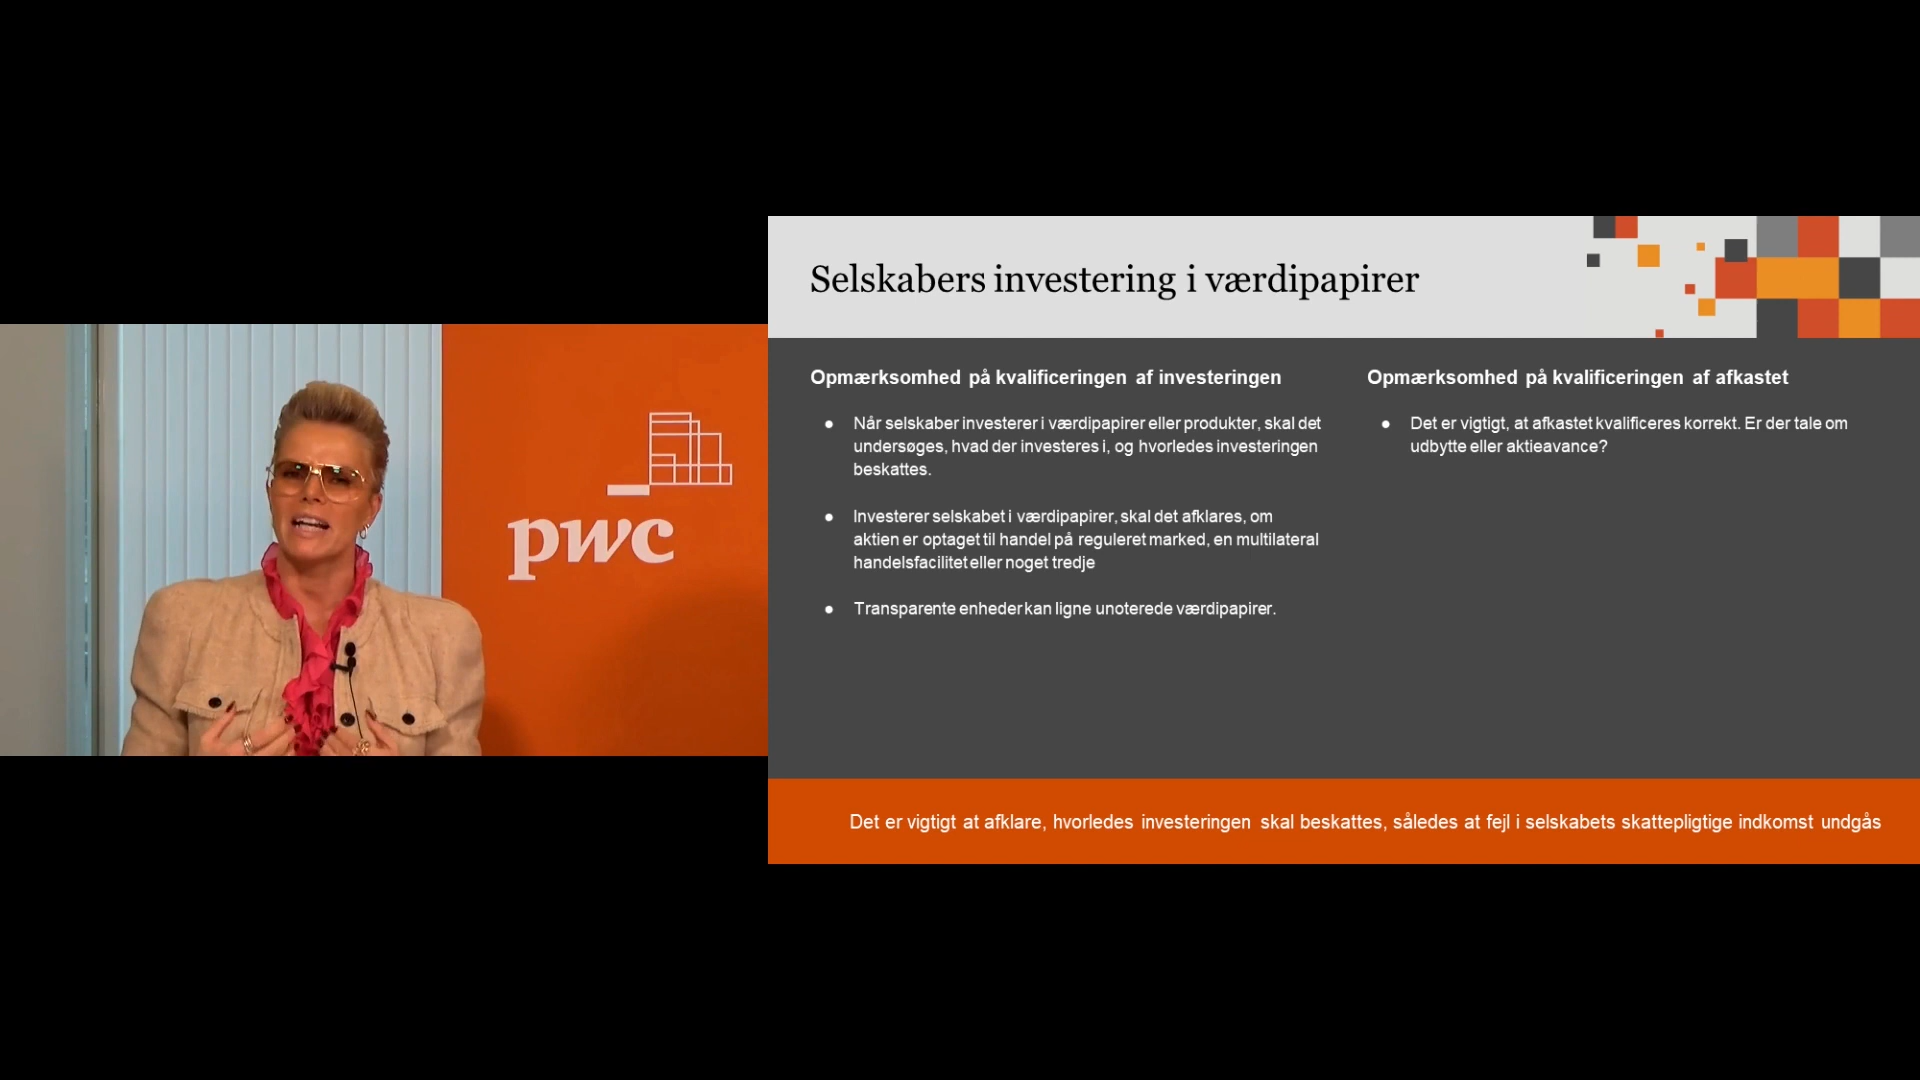 pwc
Selskabers investering i værdipapirer
Opmærksomhed på kvalificeringen af investeringen
● Når selskaber investerer i værdipapirer eller produkter, skal det
undersøges, hvad der investeres i, og hvorledes investeringen
beskattes.
● Investerer selskabet i værdipapirer, skal det afklares, om
aktien er optaget til handel på reguleret marked, en multilateral
handelsfacilitet eller noget tredje
● Transparente enheder kan ligne unoterede værdipapirer.
Opmærksomhed på kvalificeringen af afkastet
● Det er vigtigt, at afkastet kvalificeres korrekt. Er der tale om
udbytte eller aktieavance?
Det er vigtigt at afklare, hvorledes investeringen skal beskattes, således at fejl i selskabets skattepligtige indkomst undgås